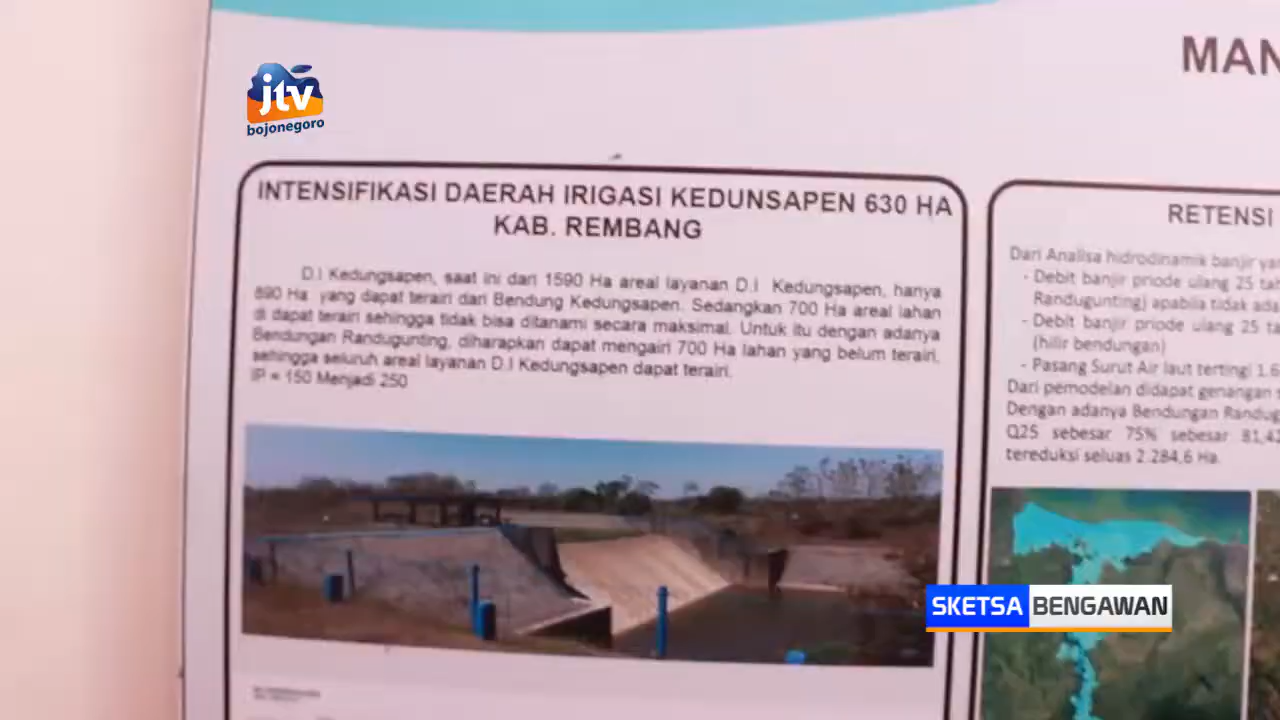 MAN
jtv
bojonegoro
INTENSIFIKASI DAERAH IRIGASI KEDUNSAPEN 630 HA
KAB. REMBANG
D.I Kedungsapen, saat ini dari 1590 Ha areal layanan D.I Kedungsapen, hanya
890 Ha yang dapat terairi dari Bendung Kedungsapen. Sedangkan 700 Ha areal lahan
di dapat terairi sehingga tidak bisa ditanami secara maksimal. Untuk itu dengan adanya
Bendungan Randugunting, diharapkan dapat mengairi 700 Ha lahan yang belum terairi,
sehingga seluruh areal layanan D.I Kedungsapen dapat terairi.
IP = 150 Menjadi 250
RETENSI
Dari Analisa hidrodinamik banjir
- Debit banjir priode ulang 25
Randugunting) apabila tidak
- Debit banjir priode ulang 25
(hilir bendungan)
- Pasang Surut Air laut tertinggi 1.6
Dari pemodelan didapat genangan
Dengan adanya Bendungan
Q25 sebesar 75% sebesar 81,42
tereduksi seluas 2.284,6 Ha.
SKETSA BENGAWAN